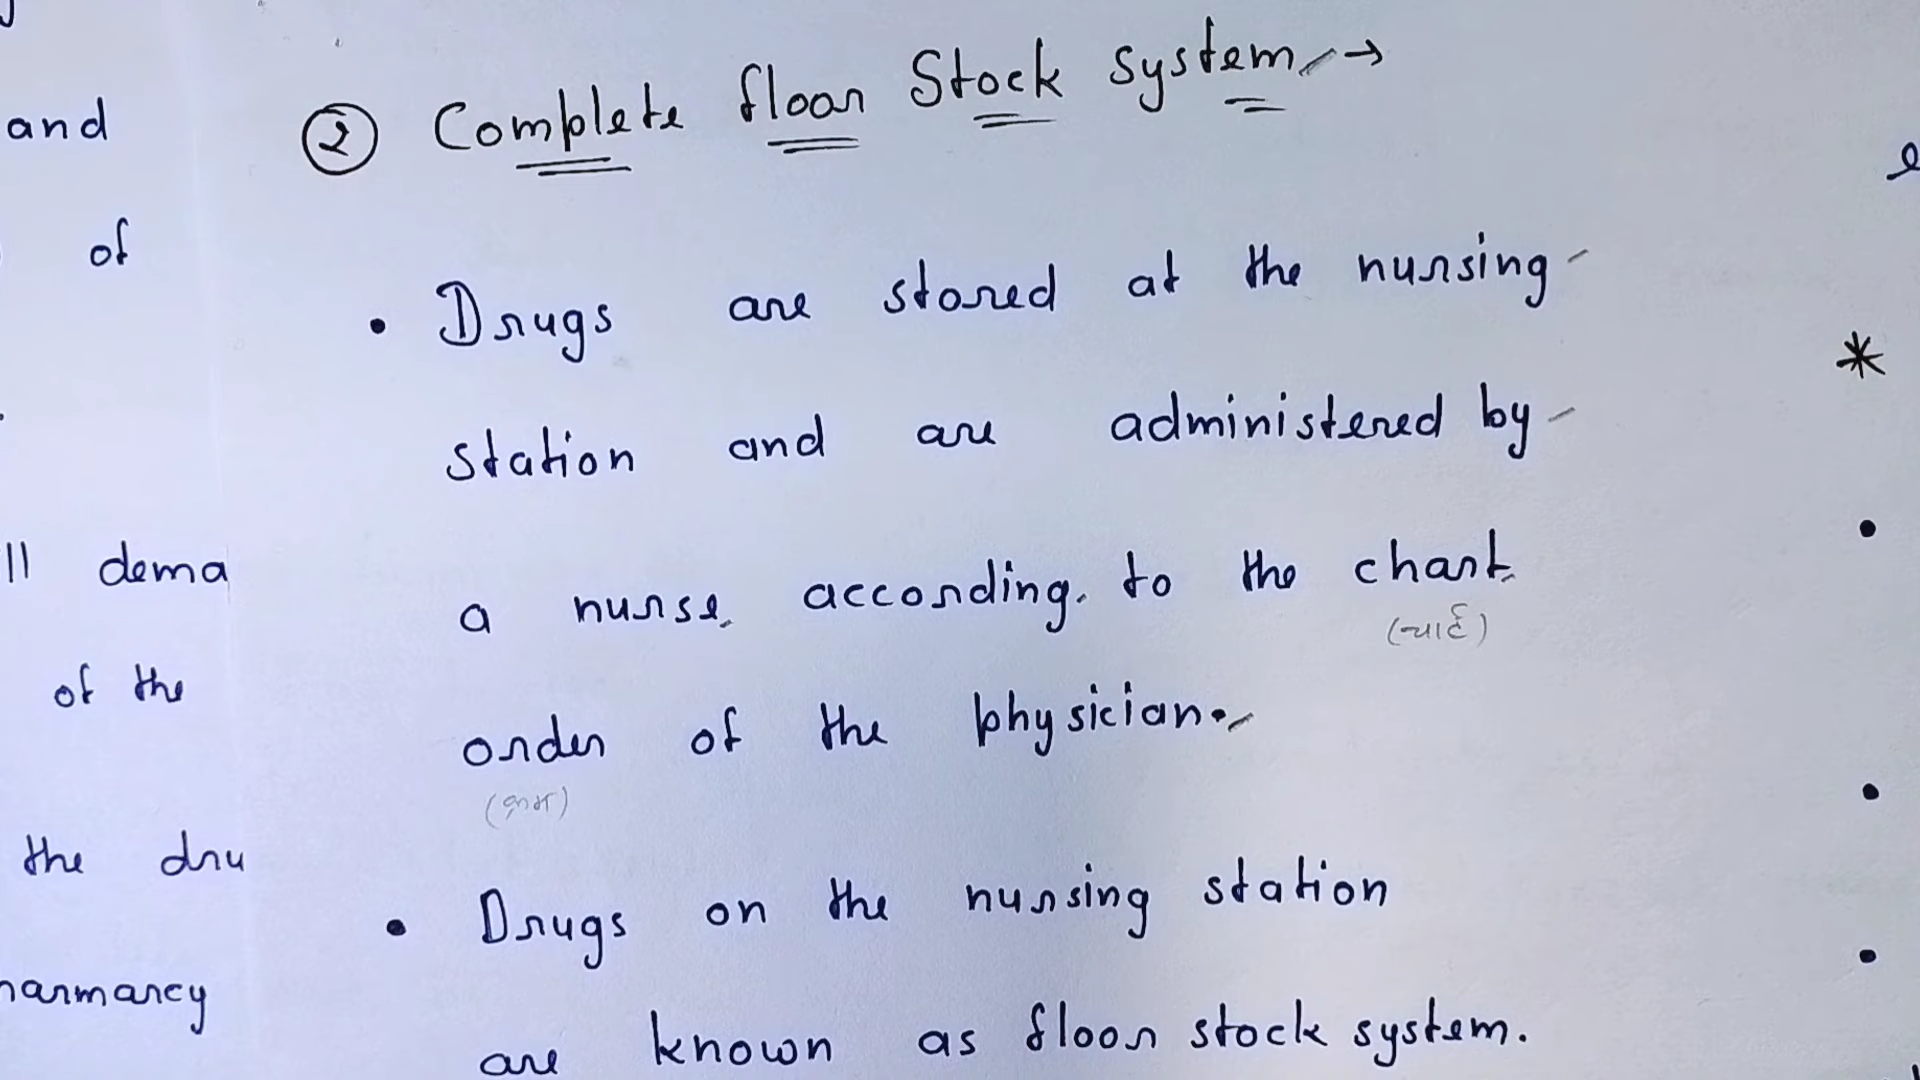 and
of
ll dema
of the
the dru
harmarcy
② Complete floor Stock system →
• Drugs are stored at the nursing
station and are administered by
a nurse according to the chart
(चार्ट)
order of the physician.
• Drugs on the nursing station
are known as floor stock system.
*
•
•
•